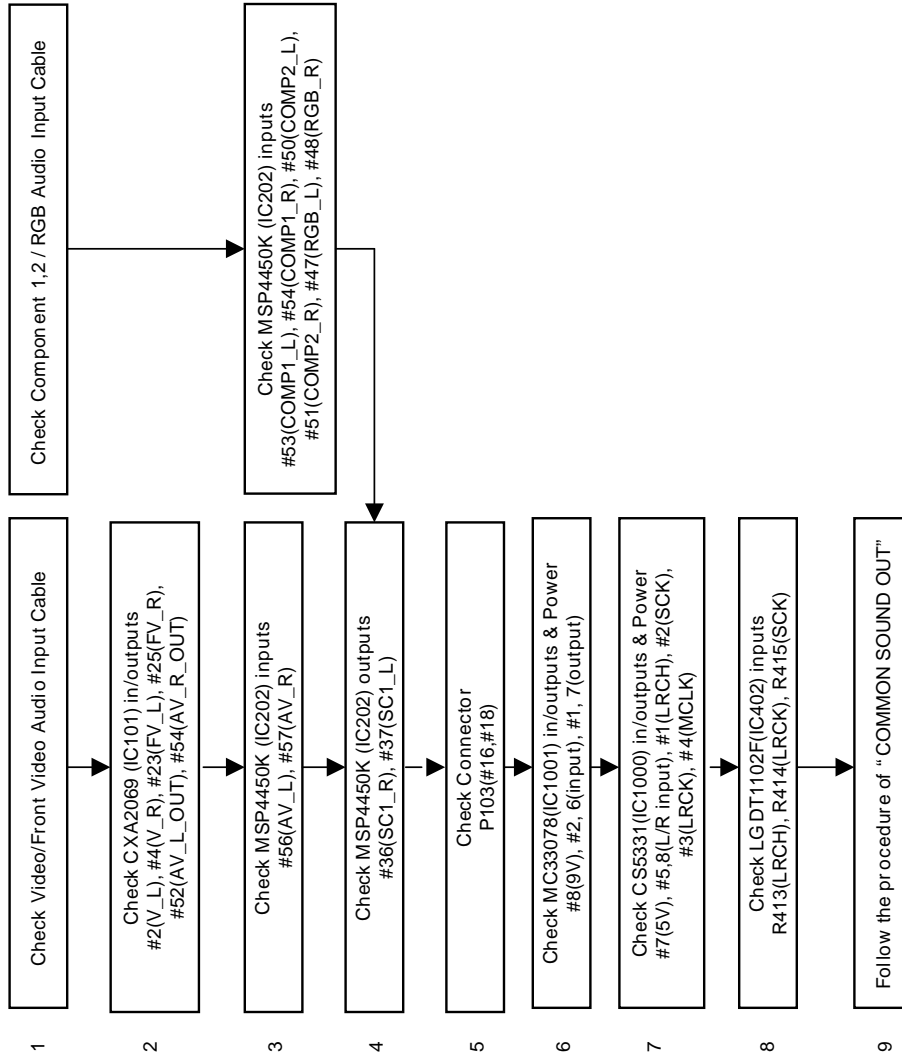 1
Check Video/Front Video Audio Input Cable
Check Component 1,2 / RGB Audio Input Cable
2
Check CXA2069 (IC101) in/outputs
#2(V_L), #4(V_R), #23(FV_L), #25(FV_R),
#52(AV_L_OUT), #54(AV_R_OUT)
3
Check MSP4450K (IC202) inputs
#56(AV_L), #57(AV_R)
Check MSP4450K (IC202) inputs
#53(COMP1_L), #54(COMP1_R), #50(COMP2_L),
#51(COMP2_R), #47(RGB_L), #48(RGB_R)
4
Check MSP4450K (IC202) outputs
#36(SC1_R), #37(SC1_L)
5
Check Connector
P103(#16,#18)
6
Check MC33078(IC1001) in/outputs & Power
#8(9V), #2, 6(input), #1, 7(output)
7
Check CS5331(IC1000) in/outputs & Power
#7(5V), #5,8(L/R input), #1(LRCH), #2(SCK),
#3(LRCK), #4(MCLK)
8
Check LGDT1102F(IC402) inputs
R413(LRCH), R414(LRCK), R415(SCK)
9
Follow the procedure of “ COMMON SOUND OUT”